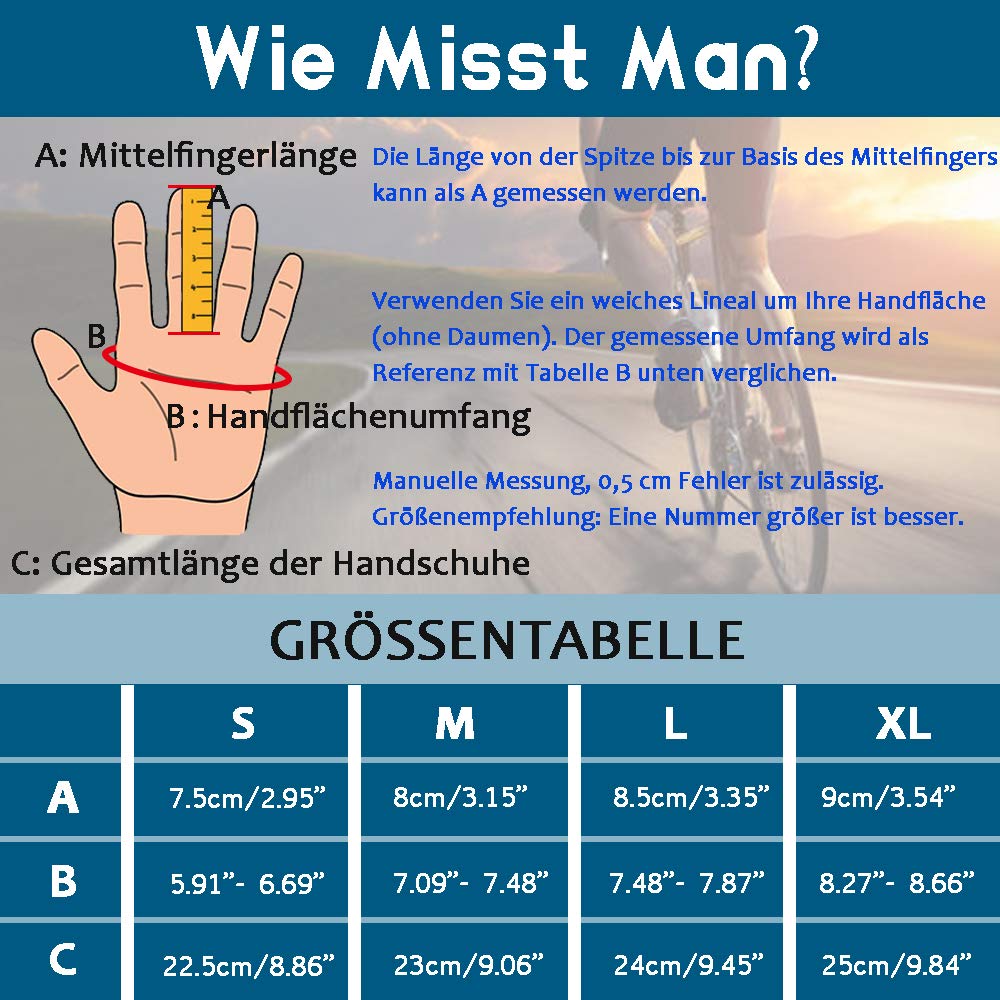 Wie Misst Man?
A: Mittelfingerlänge
A
Die Länge von der Spitze bis zur Basis des Mittelfingers
kann als A gemessen werden.
B
Verwenden Sie ein weiches Lineal um Ihre Handfläche
(ohne Daumen). Der gemessene Umfang wird als
Referenz mit Tabelle B unten verglichen.
B: Handflächenumfang
Manuelle Messung, 0,5 cm Fehler ist zulässig.
Größenempfehlung: Eine Nummer größer ist besser.
C: Gesamtlänge der Handschuhe
GRÖSSENTABELLE
S M L XL
A 7.5cm/2.95” 8cm/3.15” 8.5cm/3.35” 9cm/3.54”
B 5.91”- 6.69” 7.09”- 7.48” 7.48”- 7.87” 8.27”- 8.66”
C 22.5cm/8.86” 23cm/9.06” 24cm/9.45” 25cm/9.84”